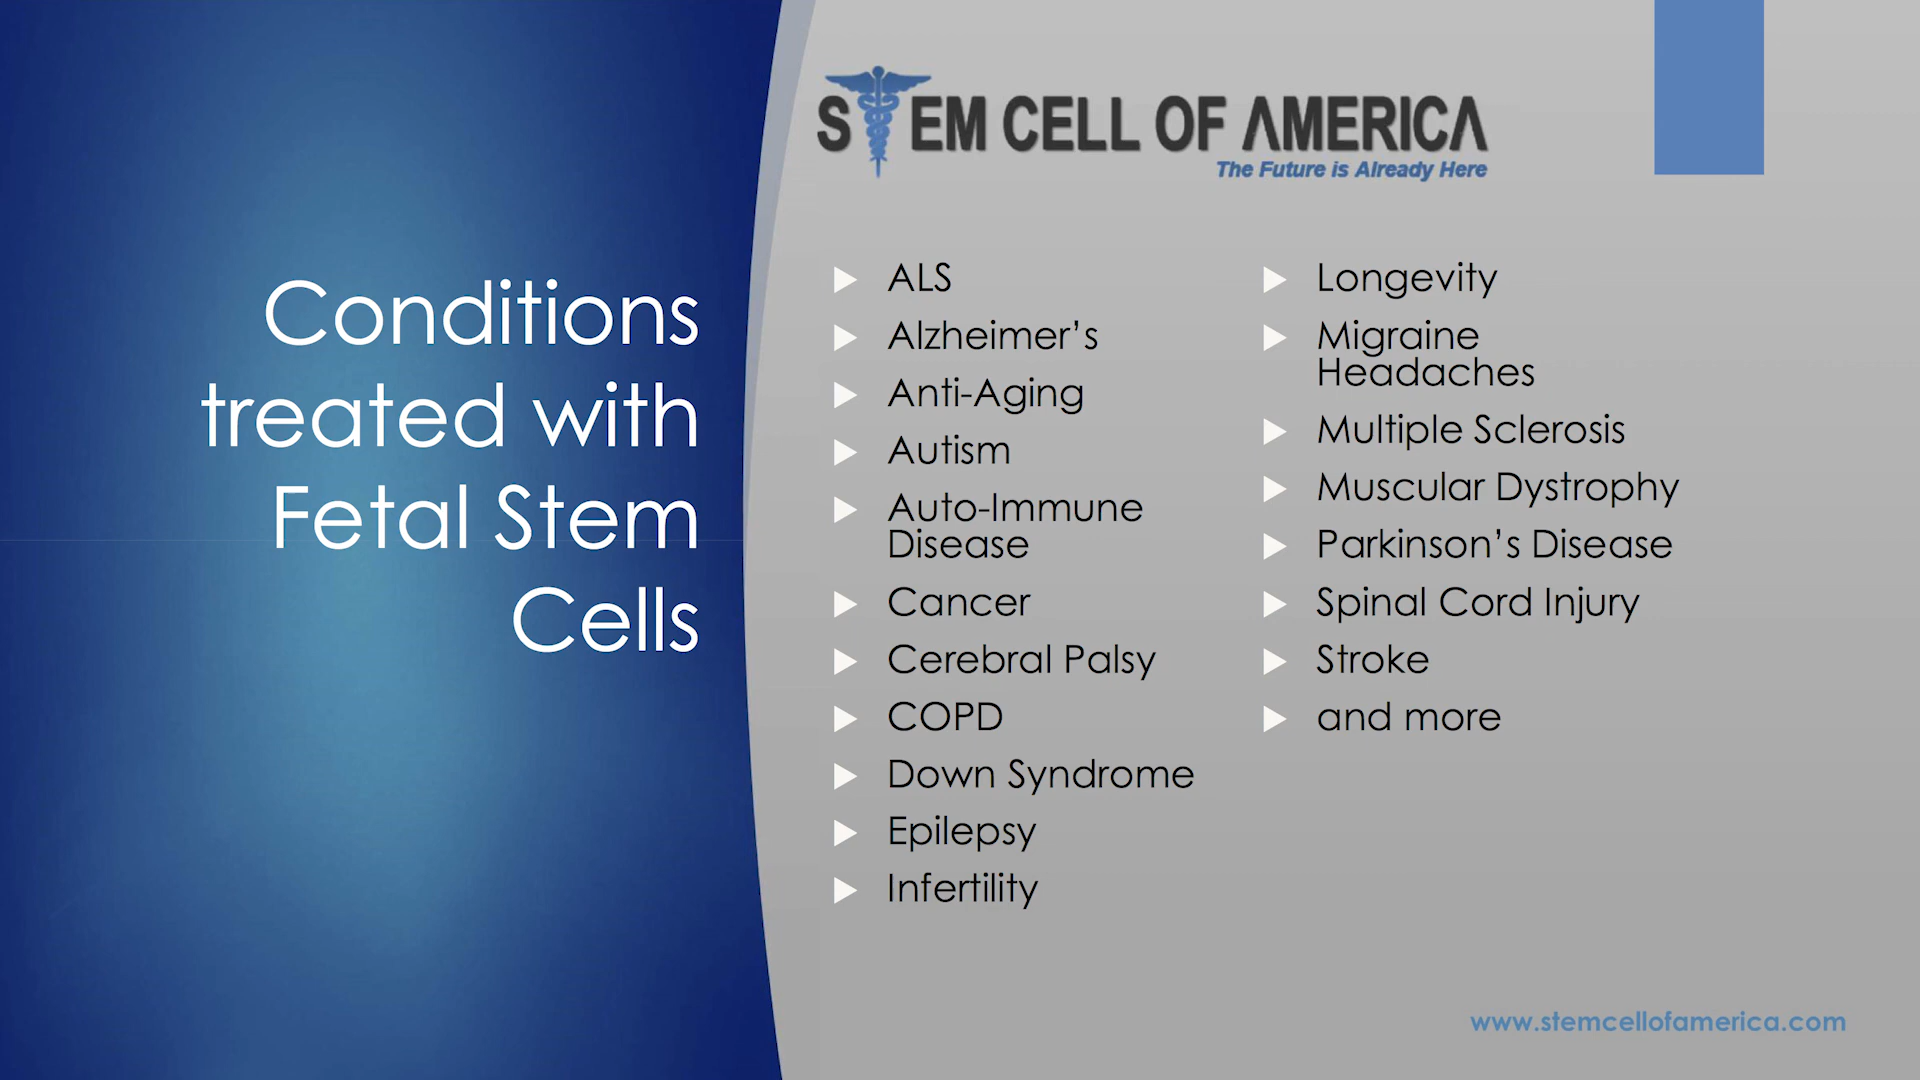 Conditions
treated with
Fetal Stem
Cells
STEM CELL OF AMERICA
The Future is Already Here
ALS
Alzheimer’s
Anti-Aging
Autism
Auto-Immune
Disease
Cancer
Cerebral Palsy
COPD
Down Syndrome
Epilepsy
Infertility
Longevity
Migraine
Headaches
Multiple Sclerosis
Muscular Dystrophy
Parkinson’s Disease
Spinal Cord Injury
Stroke
and more
www.stemcellofamerica.com